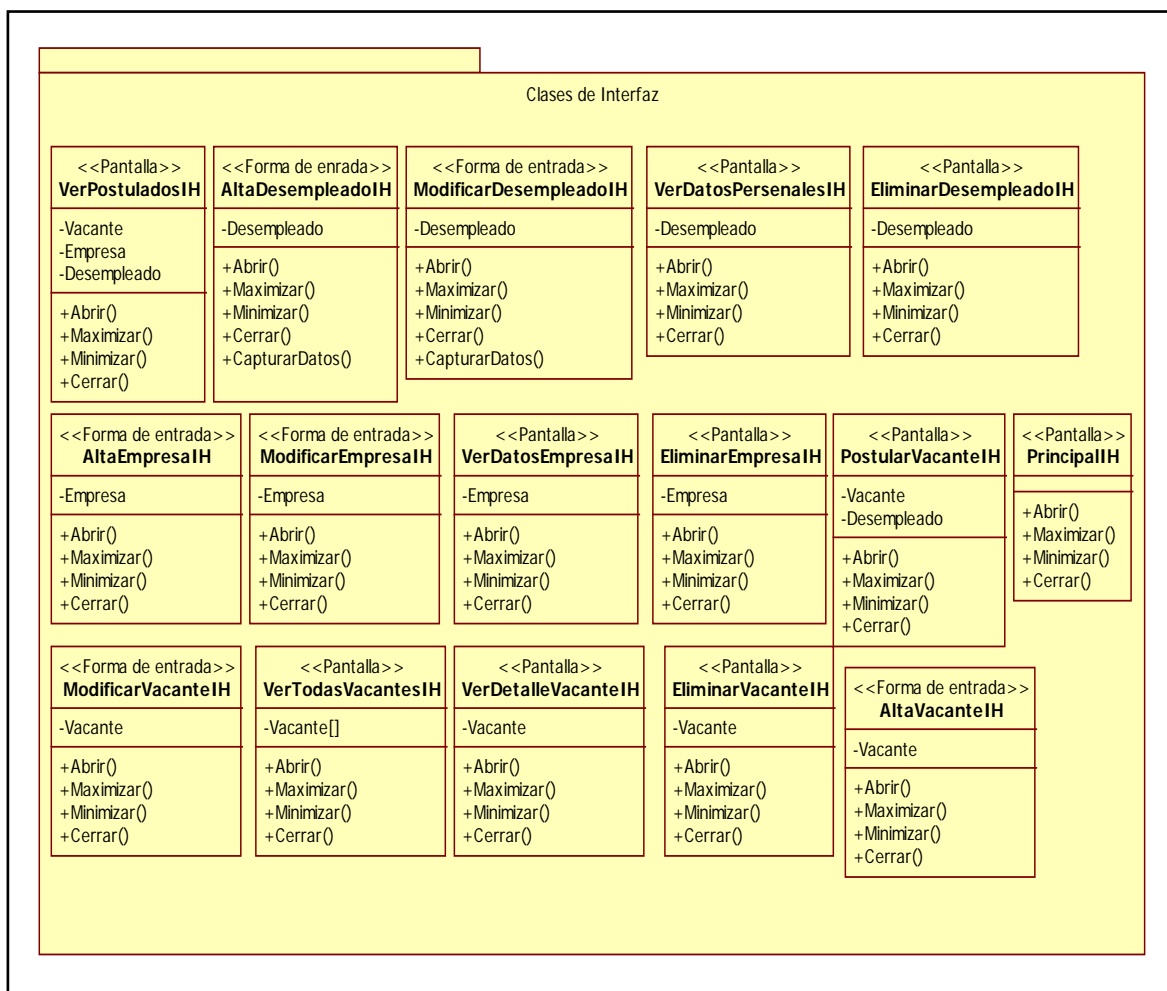 Clases de Interfaz
<<Pantalla>>
VerPostuladosIH
-Vacante
-Empresa
-Desempleado
+Abrir()
+Maximizar()
+Minimizar()
+Cerrar()
<<Forma de enrada>>
AltaDesempleadoIH
-Desempleado
+Abrir()
+Maximizar()
+Minimizar()
+Cerrar()
+CapturarDatos()
<<Forma de entrada>>
ModificarDesempleadoIH
-Desempleado
+Abrir()
+Maximizar()
+Minimizar()
+Cerrar()
+CapturarDatos()
<<Pantalla>>
VerDatosPersenalesIH
-Desempleado
+Abrir()
+Maximizar()
+Minimizar()
+Cerrar()
<<Pantalla>>
EliminarDesempleadoIH
-Desempleado
+Abrir()
+Maximizar()
+Minimizar()
+Cerrar()
<<Forma de entrada>>
AltaEmpresaIH
-Empresa
+Abrir()
+Maximizar()
+Minimizar()
+Cerrar()
<<Forma de entrada>>
ModificarEmpresaIH
-Empresa
+Abrir()
+Maximizar()
+Minimizar()
+Cerrar()
<<Pantalla>>
VerDatosEmpresaIH
-Empresa
+Abrir()
+Maximizar()
+Minimizar()
+Cerrar()
<<Pantalla>>
EliminarEmpresaIH
-Empresa
+Abrir()
+Maximizar()
+Minimizar()
+Cerrar()
<<Pantalla>>
PostularVacanteIH
-Vacante
-Desempleado
+Abrir()
+Maximizar()
+Minimizar()
+Cerrar()
<<Pantalla>>
PrincipalIH
+Abrir()
+Maximizar()
+Minimizar()
+Cerrar()
<<Forma de entrada>>
ModificarVacanteIH
-Vacante
+Abrir()
+Maximizar()
+Minimizar()
+Cerrar()
<<Pantalla>>
VerTodasVacantesIH
-Vacante[]
+Abrir()
+Maximizar()
+Minimizar()
+Cerrar()
<<Pantalla>>
VerDetalleVacanteIH
-Vacante
+Abrir()
+Maximizar()
+Minimizar()
+Cerrar()
<<Pantalla>>
EliminarVacanteIH
-Vacante
+Abrir()
+Maximizar()
+Minimizar()
+Cerrar()
<<Forma de entrada>>
AltaVacanteIH
-Vacante
+Abrir()
+Maximizar()
+Minimizar()
+Cerrar()